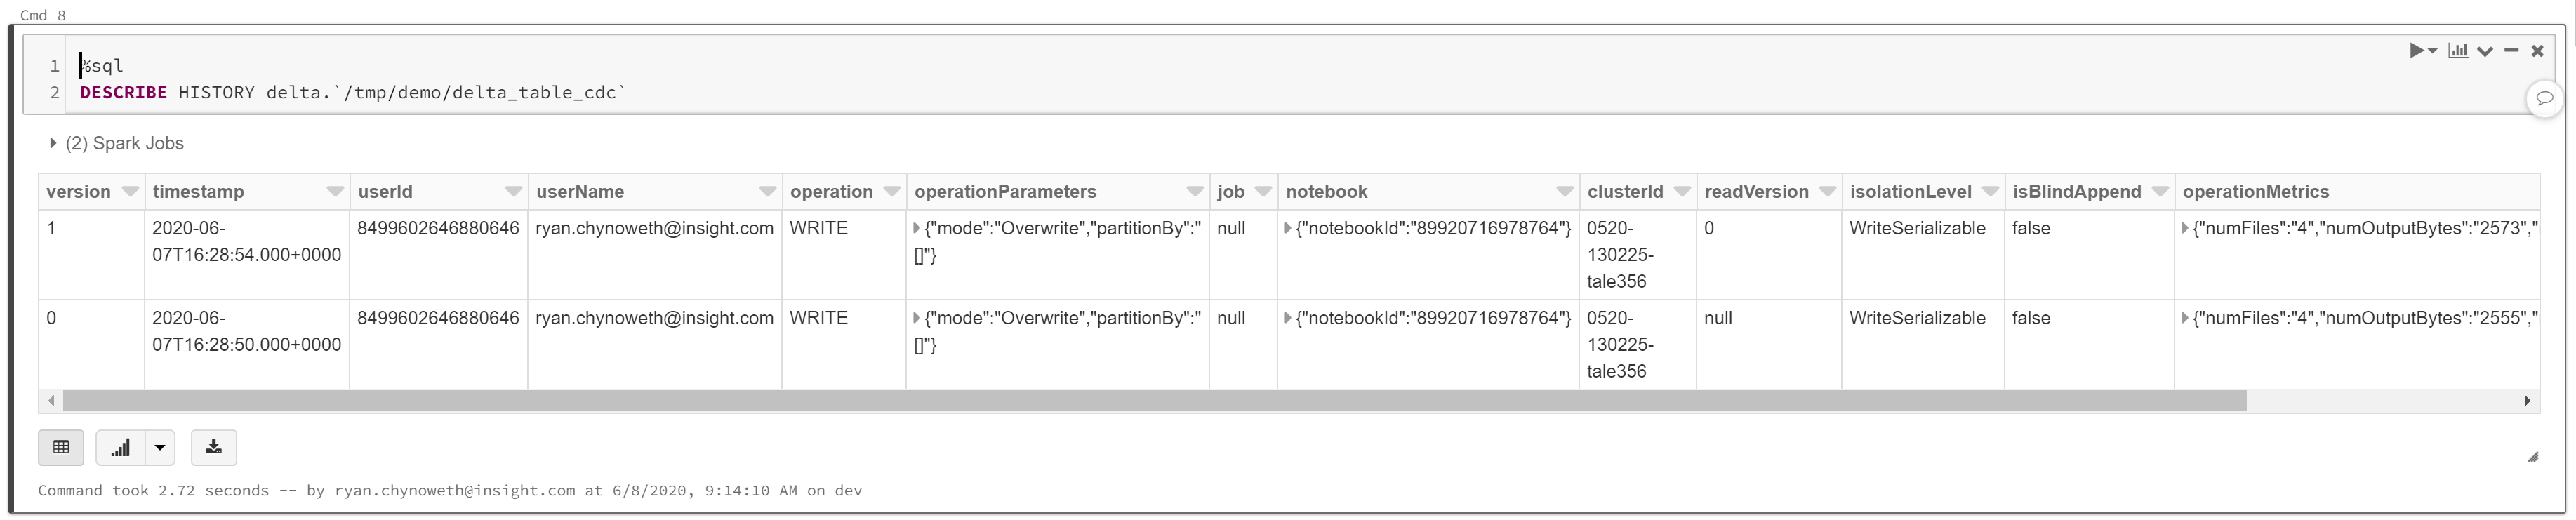 Cmd 8
1 %sql
2 DESCRIBE HISTORY delta.`/tmp/demo/delta_table_cdc`
(2) Spark Jobs
version timestamp userId userName operation operationParameters job notebook clusterId readVersion isolationLevel isBlindAppend operationMetrics
1 2020-06- 8499602646880646 ryan.chynoweth@insight.com WRITE {"mode":"Overwrite","partitionBy":" null {"notebookId":"89920716978764"} 0520- 0 WriteSerializable false {"numFiles":"4","numOutputBytes":"2573","
07T16:28:54.000+0000 []"} 130225-
tale356
0 2020-06- 8499602646880646 ryan.chynoweth@insight.com WRITE {"mode":"Overwrite","partitionBy":" null {"notebookId":"89920716978764"} 0520- null WriteSerializable false {"numFiles":"4","numOutputBytes":"2555","
07T16:28:50.000+0000 []"} 130225-
tale356
Command took 2.72 seconds -- by ryan.chynoweth@insight.com at 6/8/2020, 9:14:10 AM on dev